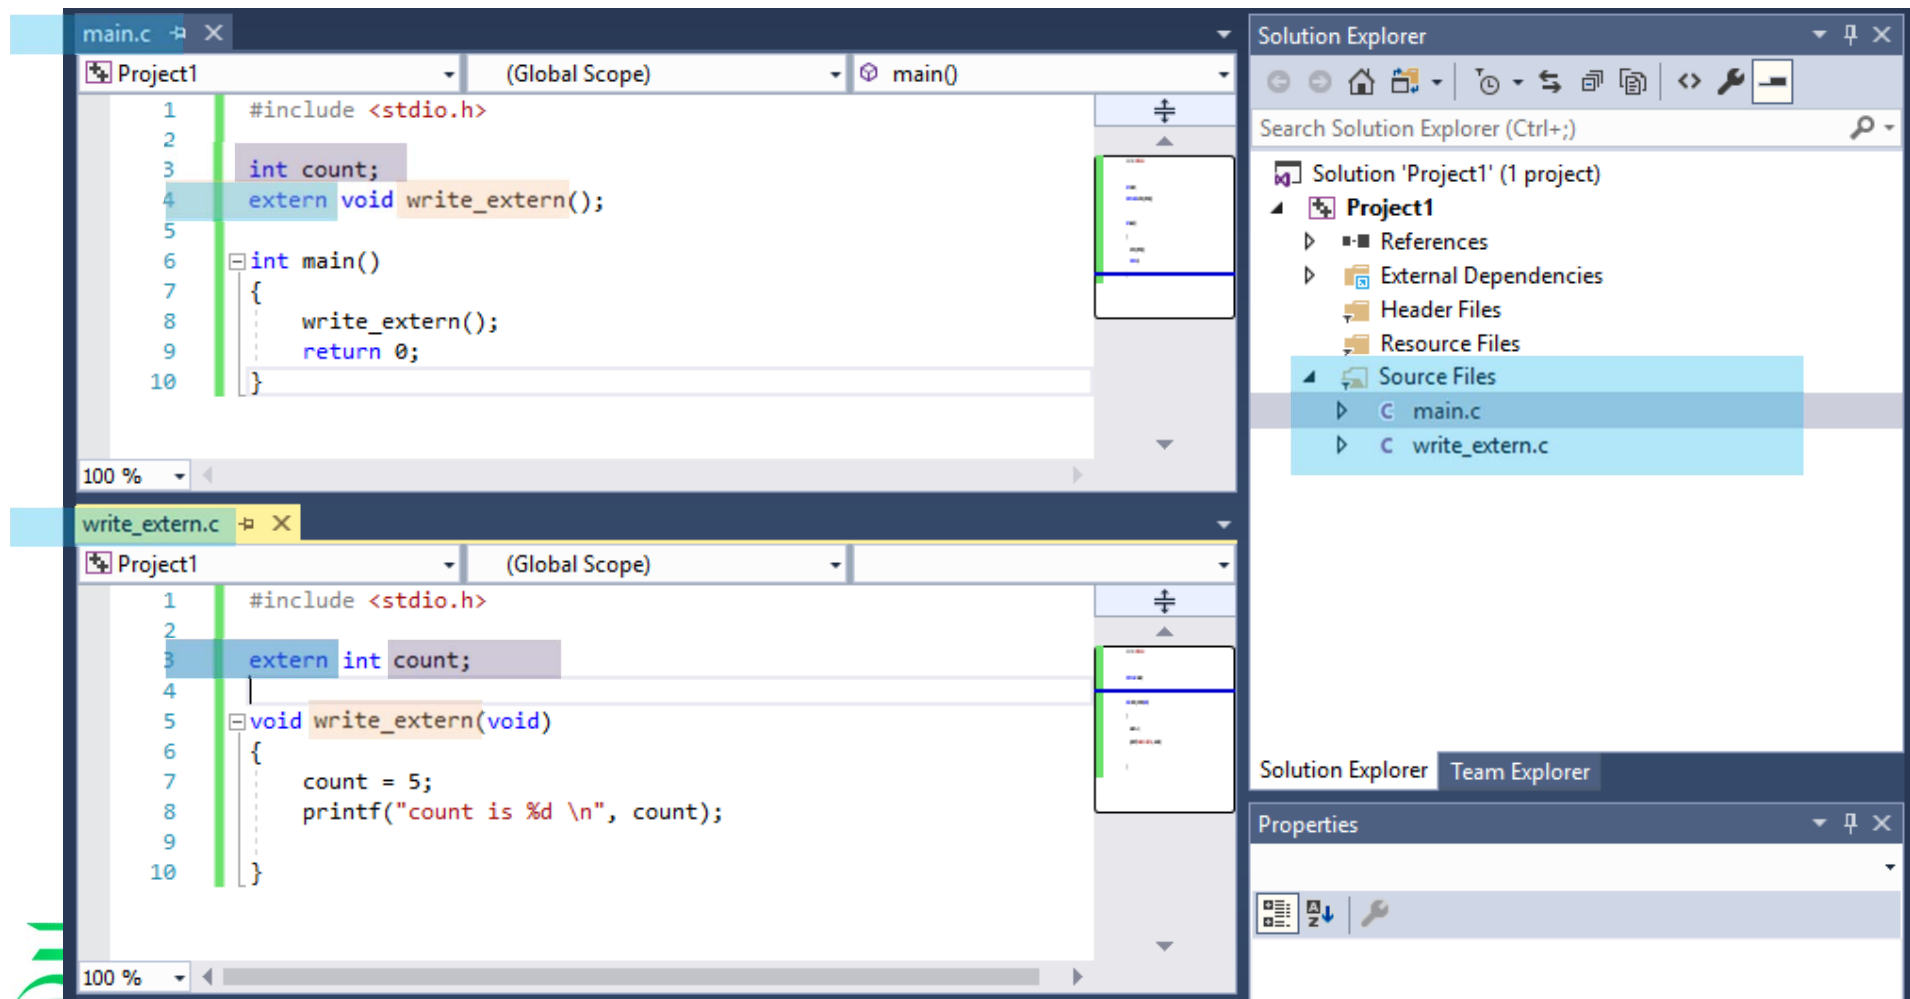 main.c
Project1
(Global Scope)
main()
1 #include <stdio.h>
2
3 int count;
4 extern void write_extern();
5
6 int main()
7 {
8 write_extern();
9 return 0;
10 }
100 %
write_extern.c
Project1
(Global Scope)
1 #include <stdio.h>
2
3 extern int count;
4
5 void write_extern(void)
6 {
7 count = 5;
8 printf("count is %d \n", count);
9
10 }
100 %
Solution Explorer
Search Solution Explorer (Ctrl+;)
Solution 'Project1' (1 project)
Project1
References
External Dependencies
Header Files
Resource Files
Source Files
C main.c
C write_extern.c
Solution Explorer Team Explorer
Properties